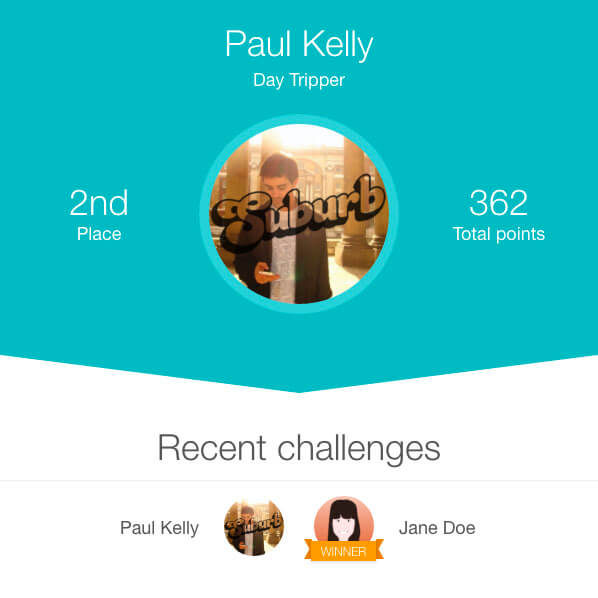 Paul Kelly
Day Tripper
2nd
Place
Suburb
362
Total points
Recent challenges
Paul Kelly
Suburb
WINNER
Jane Doe